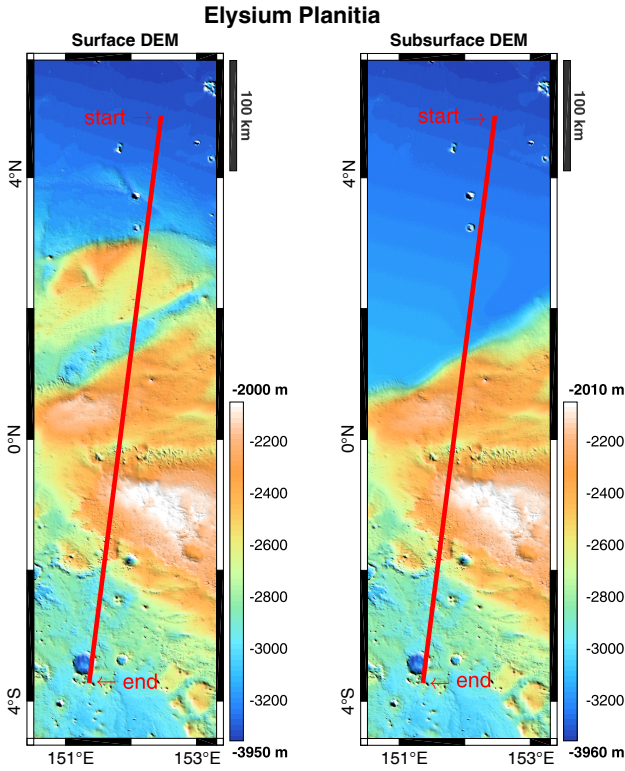 Elysium Planitia
Surface DEM
Subsurface DEM
start →
start →
100 km
100 km
4°N
4°N
-2000 m
-2010 m
-2200
-2200
0°N
0°N
-2400
-2400
-2600
-2600
-2800
-2800
-3000
-3000
← end
← end
-3200
-3200
4°S
4°S
-3950 m
-3960 m
151°E
153°E
151°E
153°E